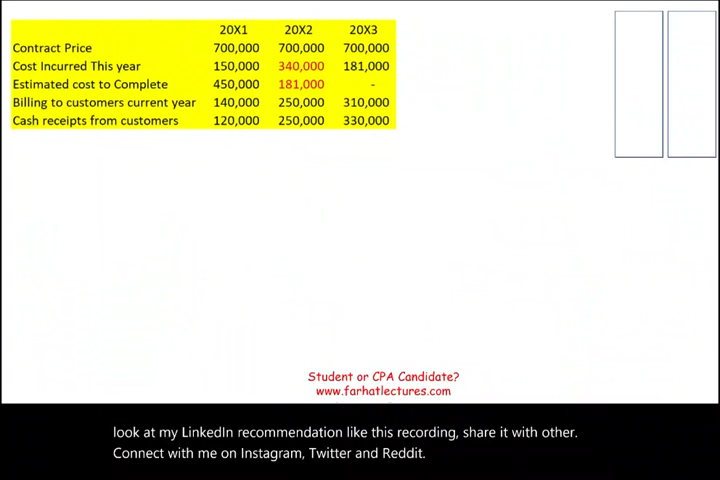 20X1 20X2 20X3
Contract Price 700,000 700,000 700,000
Cost Incurred This year 150,000 340,000 181,000
Estimated cost to Complete 450,000 181,000 -
Billing to customers current year 140,000 250,000 310,000
Cash receipts from customers 120,000 250,000 330,000
Student or CPA Candidate?
www.farhatlectures.com
look at my LinkedIn recommendation like this recording, share it with other.
Connect with me on Instagram, Twitter and Reddit.